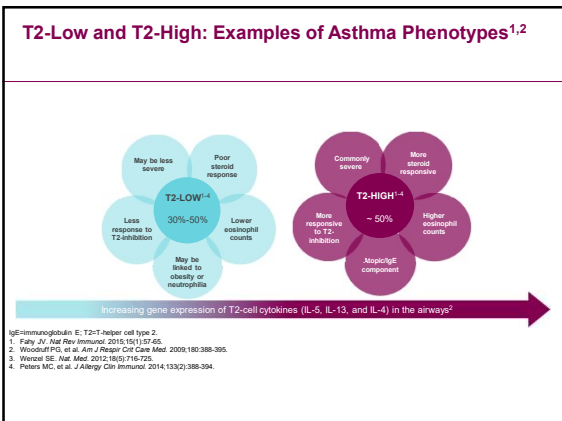 T2-Low and T2-High: Examples of Asthma Phenotypes1,2
May be less
severe
Poor
steroid
response
T2-LOW1-4
30%-50%
Less
response to
T2-inhibition
Lower
eosinophil
counts
May be
linked to
obesity or
neutrophilia
Commonly
severe
More
steroid
responsive
T2-HIGH1-4
~ 50%
More
responsive
to T2-
inhibition
Higher
eosinophil
counts
Atopic/IgE
component
Increasing gene expression of T2-cell cytokines (IL-5, IL-13, and IL-4) in the airways2
IgE=immunoglobulin E; T2=T-helper cell type 2.
1. Fahy JV. Nat Rev Immunol. 2015;15(1):57-65.
2. Woodruff PG, et al. Am J Respir Crit Care Med. 2009;180:388-395.
3. Wenzel SE. Nat. Med. 2012;18(5):716-725.
4. Peters MC, et al. J Allergy Clin Immunol. 2014;133(2):388-394.